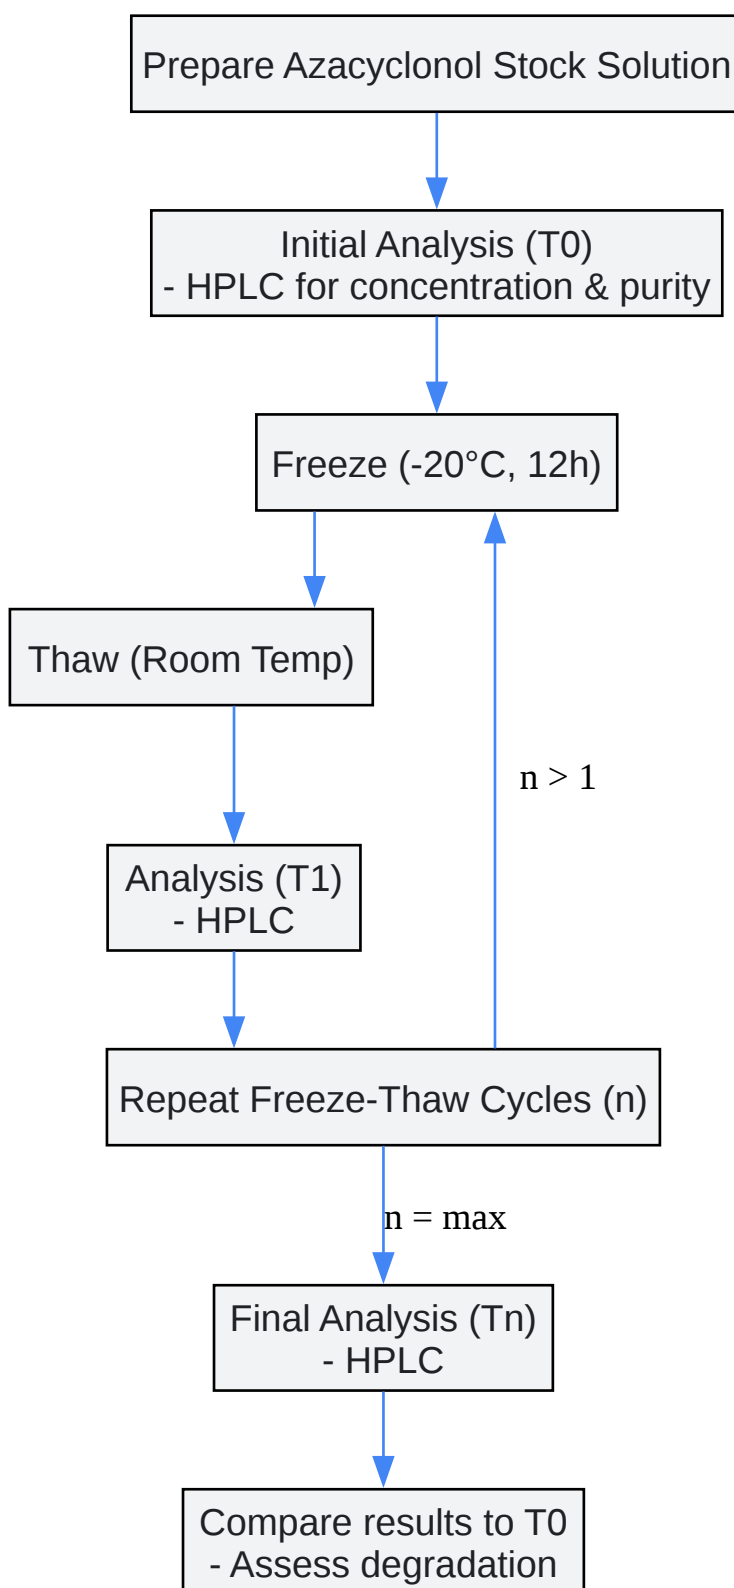 Prepare Azacyclonol Stock Solution
Initial Analysis (T0)
- HPLC for concentration & purity
Freeze (-20°C, 12h)
Thaw (Room Temp)
n > 1
Analysis (T1)
- HPLC
Repeat Freeze-Thaw Cycles (n)
n = max
Final Analysis (Tn)
- HPLC
Compare results to T0
- Assess degradation